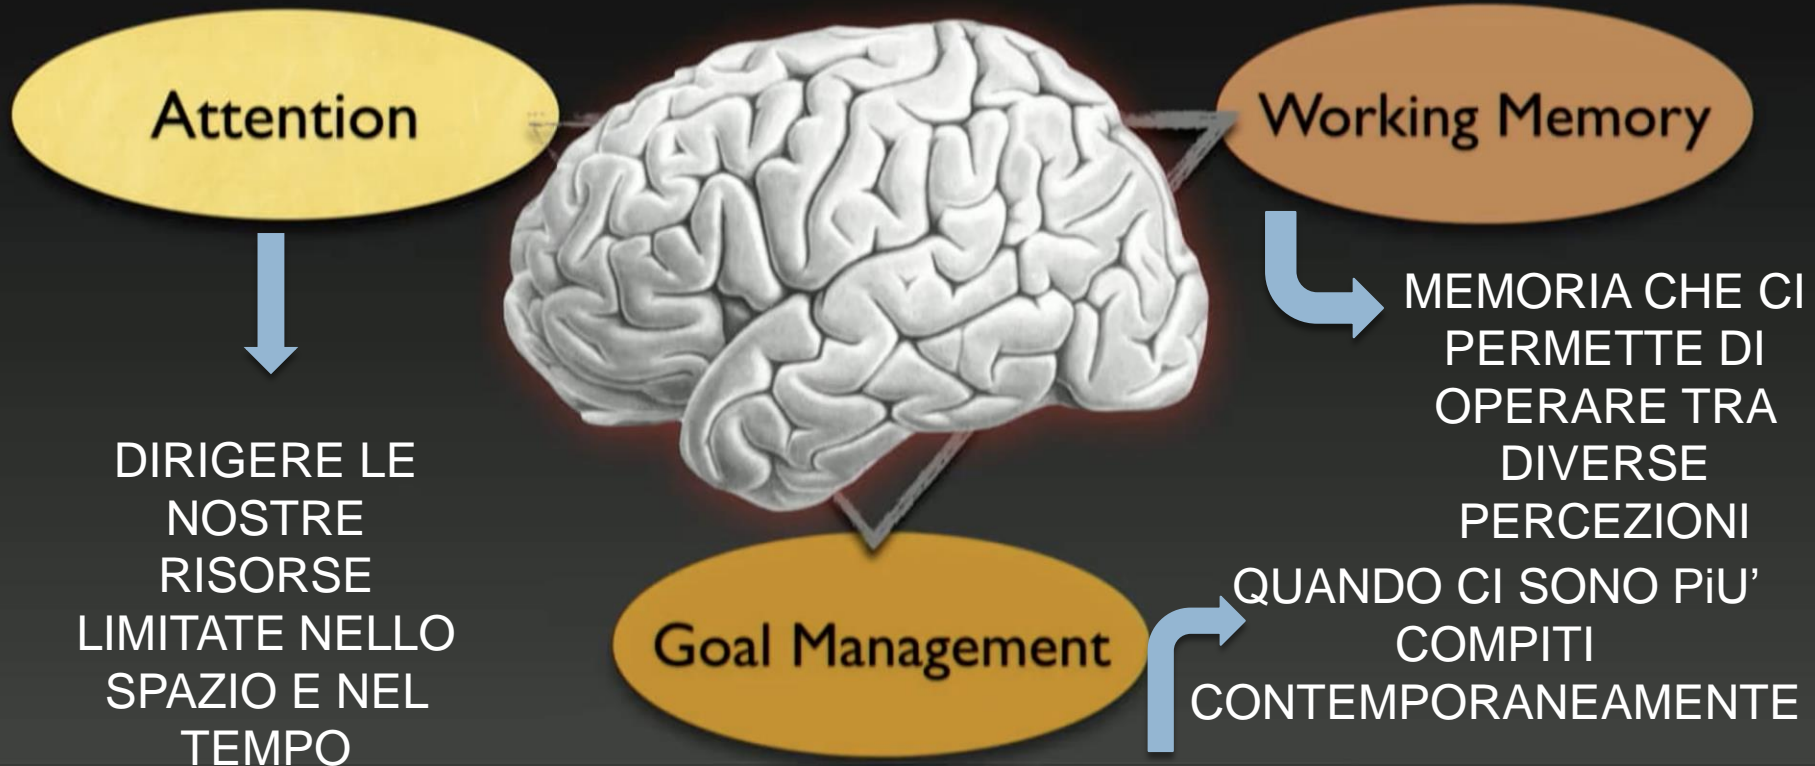 Attention
Working Memory
DIRIGERE LE
NOSTRE
RISORSE
LIMITATE NELLO
SPAZIO E NEL
TEMPO
MEMORIA CHE CI
PERMETTE DI
OPERARE TRA
DIVERSE
PERCEZIONI
Goal Management
QUANDO CI SONO PiU’
COMPITI
CONTEMPORANEAMENTE